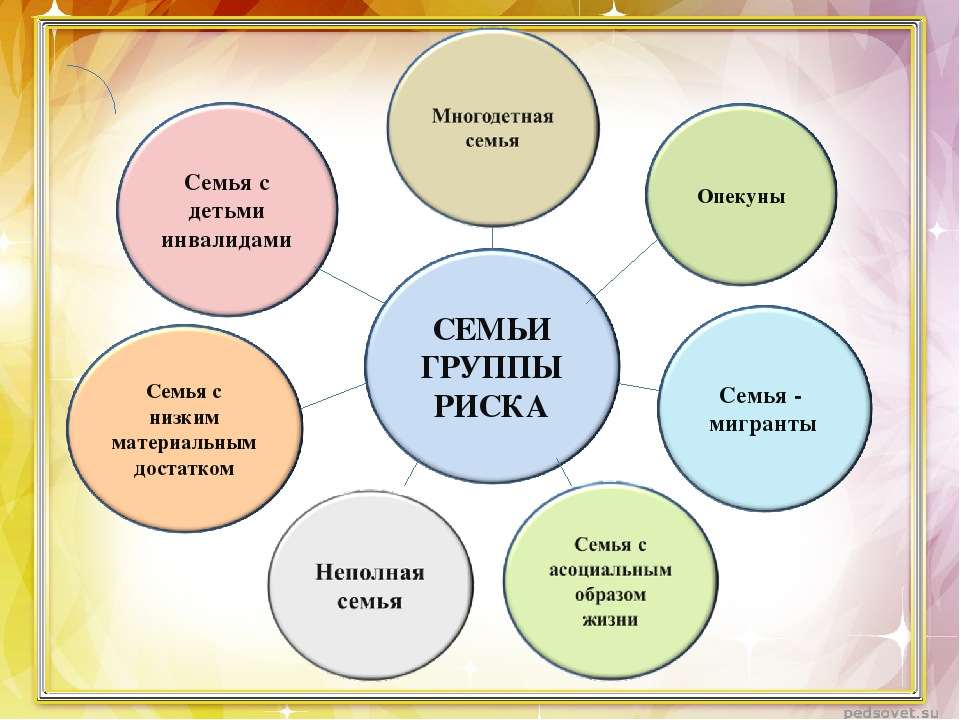 Многодетная
семья
Семья с
детьми
инвалидами
Опекуны
СЕМЬИ
ГРУППЫ
РИСКА
Семья с
низким
материальным
достатком
Семья -
мигранты
Неполная
семья
Семья с
асоциальным
образом
жизни
pedsovet.su